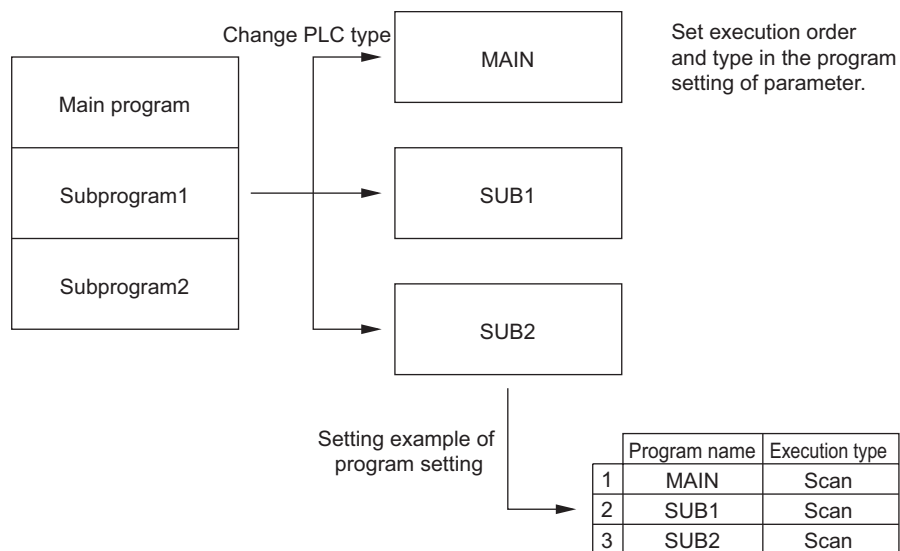 Change PLC type
Main program
Subprogram1
Subprogram2
MAIN
SUB1
SUB2
Set execution order
and type in the program
setting of parameter.
Setting example of
program setting
Program name Execution type
1 MAIN Scan
2 SUB1 Scan
3 SUB2 Scan